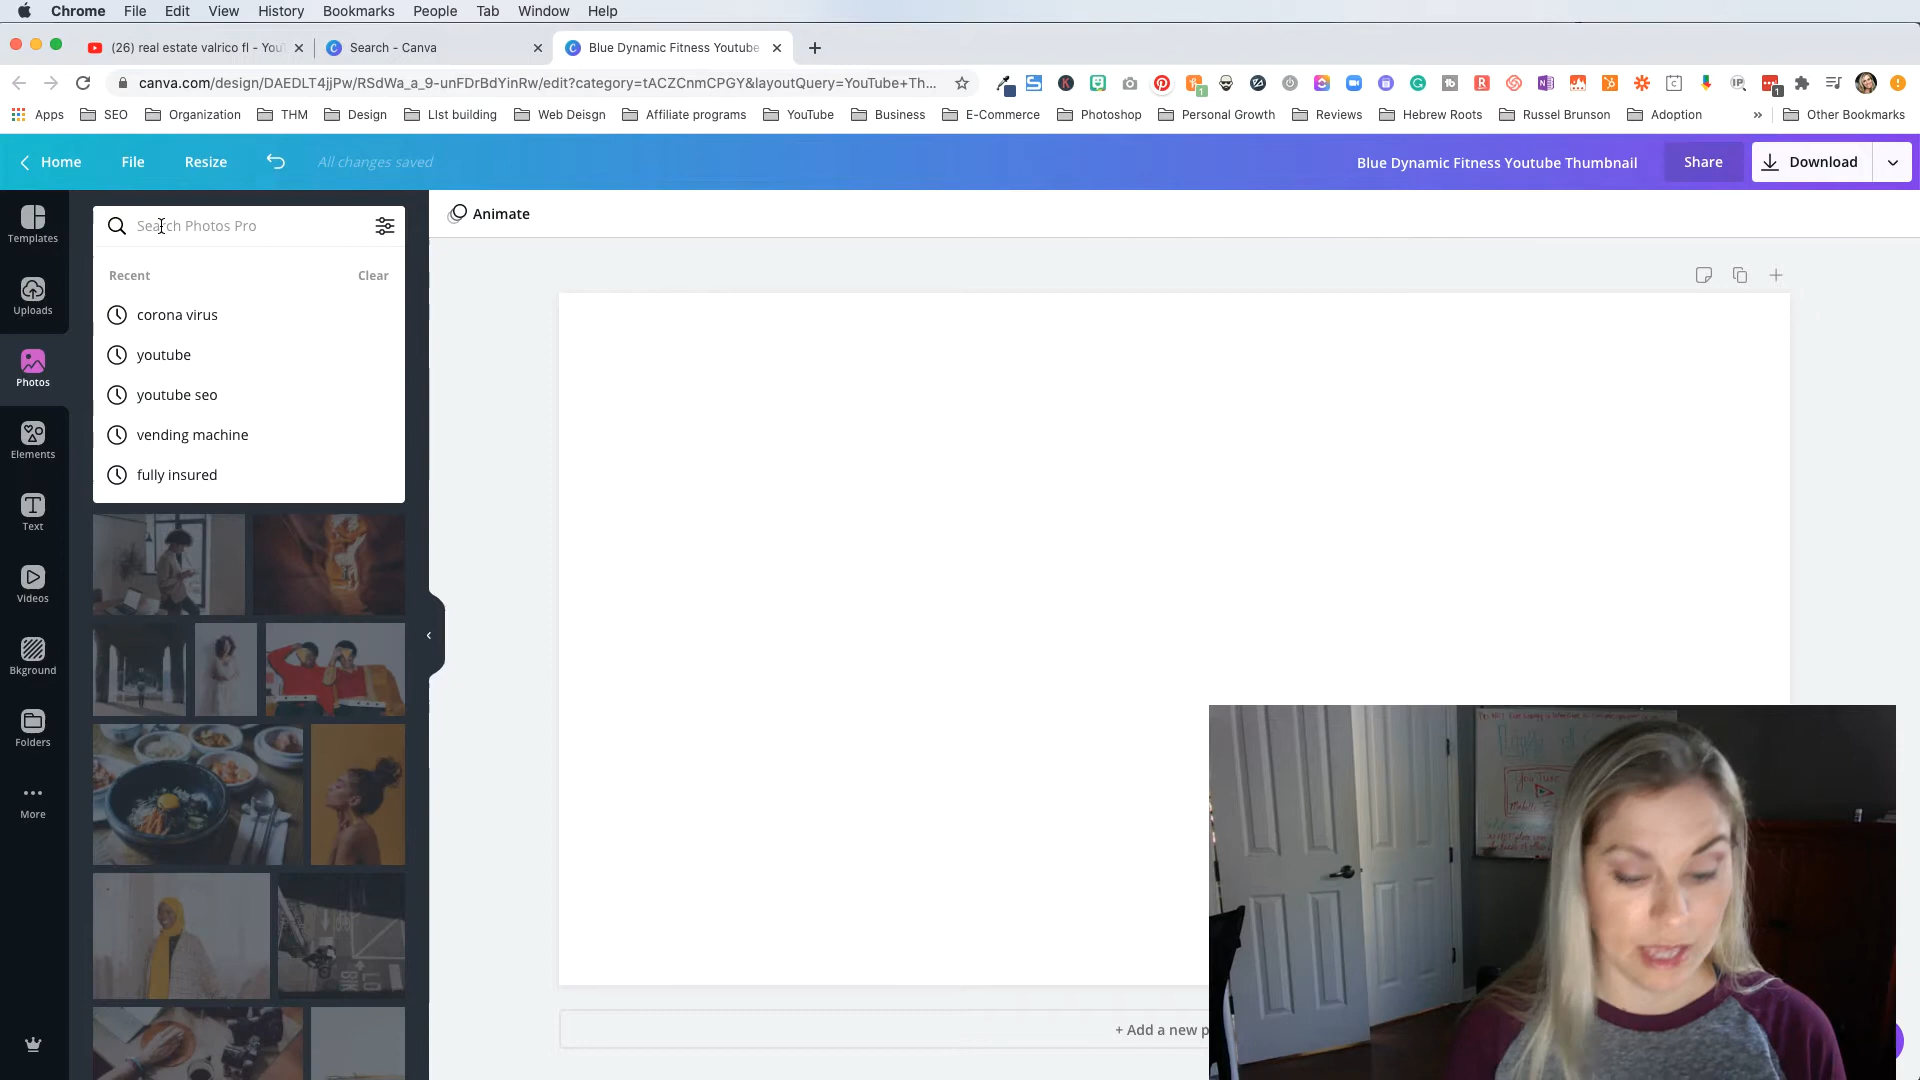 Chrome File Edit View History Bookmarks People Tab Window Help
(26) real estate valrico fl - You
Search - Canva
Blue Dynamic Fitness Youtube
canva.com/design/DAEDLT4jjPw/RSdWa_a_9-unFDrBdYinRw/edit?category=tACZCnmCPGY&layoutQuery=YouTube+Th...
Apps SEO Organization THM Design LIst building Web Deisgn Affiliate programs YouTube Business E-Commerce Photoshop Personal Growth Reviews Hebrew Roots Russel Brunson Adoption » Other Bookmarks
Home File Resize All changes saved Blue Dynamic Fitness Youtube Thumbnail Share Download
Templates
Uploads
Photos
Elements
Text
Videos
Bkground
Folders
More
Search Photos Pro
Recent Clear
corona virus
youtube
youtube seo
vending machine
fully insured
Animate
+ Add a new p
You Tube